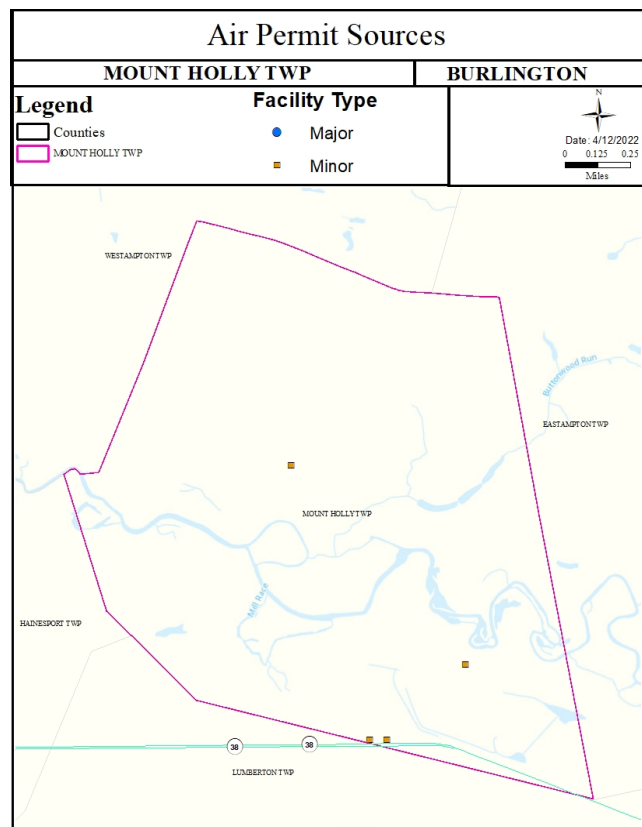 Air Permit Sources
MOUNT HOLLY TWP
BURLINGTON
Legend
Counties
MOUNT HOLLY TWP
Facility Type
Major
Minor
N
Date: 4/12/2022
0 0.125 0.25
Miles
WESTAMPTON TWP
Buttonwood Run
EASTAMPTON TWP
MOUNT HOLLY TWP
Mill Race
HAINESPORT TWP
38
38
LUMBERTON TWP